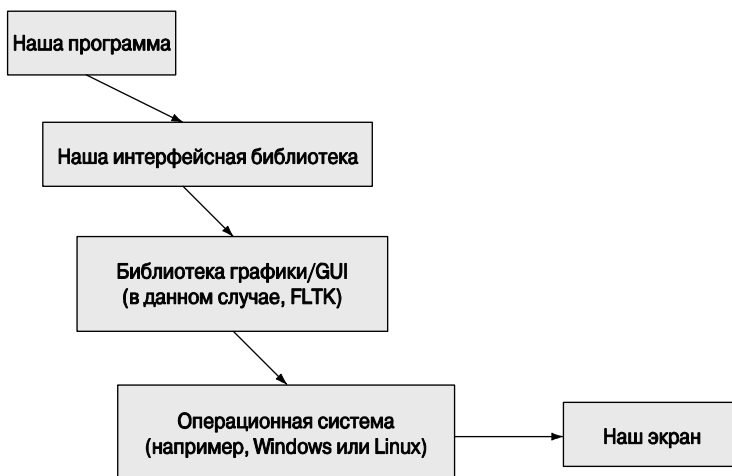 Наша программа
Наша интерфейсная библиотека
Библиотека графики/GUI
(в данном случае, FLTK)
Операционная система
(например, Windows или Linux)
Наш экран